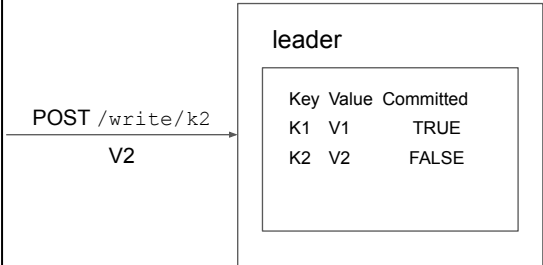 leader
Key Value Committed
K1 V1 TRUE
K2 V2 FALSE
POST /write/k2
V2